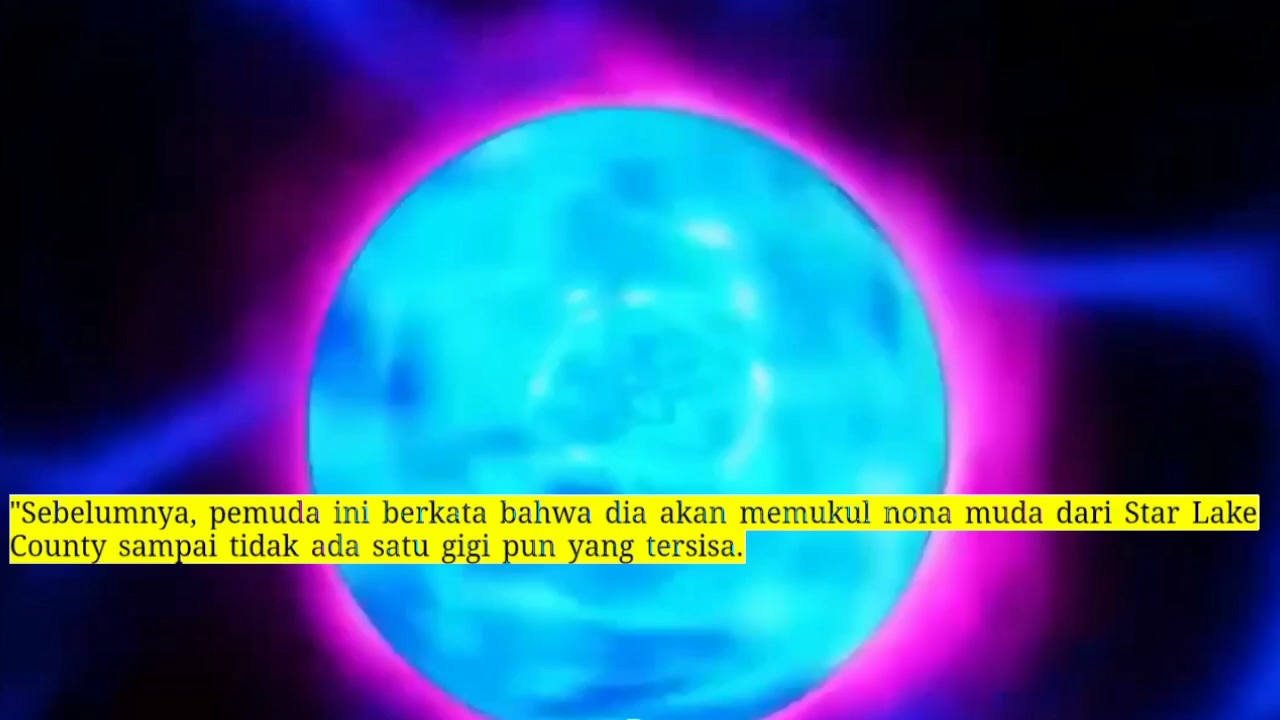 "Sebelumnya, pemuda ini berkata bahwa dia akan memukul nona muda dari Star Lake
County sampai tidak ada satu gigi pun yang tersisa.